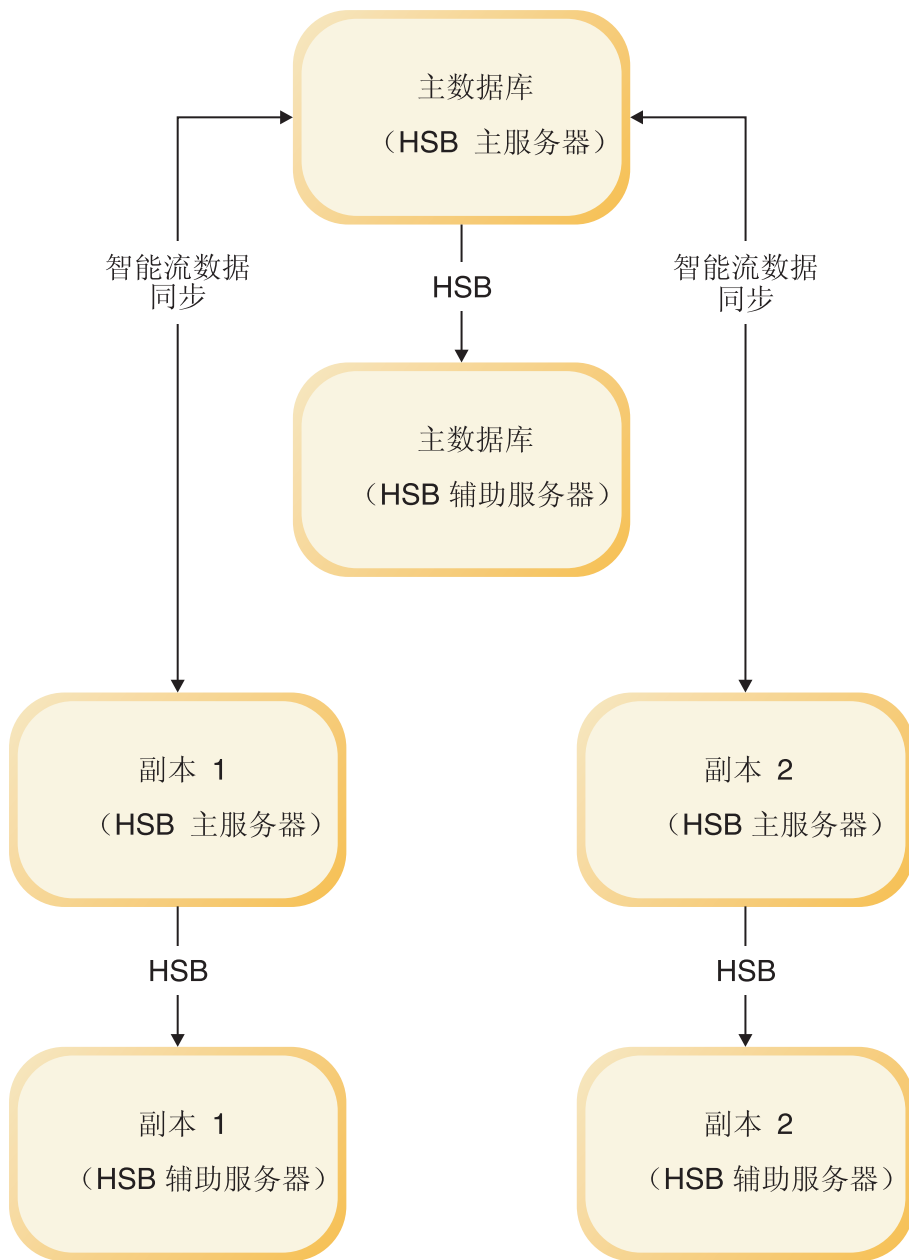 主数据库
（HSB 主服务器）
智能流数据
同步
HSB
智能流数据
同步
主数据库
（HSB 辅助服务器）
副本 1
（HSB 主服务器）
副本 2
（HSB 主服务器）
HSB
HSB
副本 1
（HSB 辅助服务器）
副本 2
（HSB 辅助服务器）